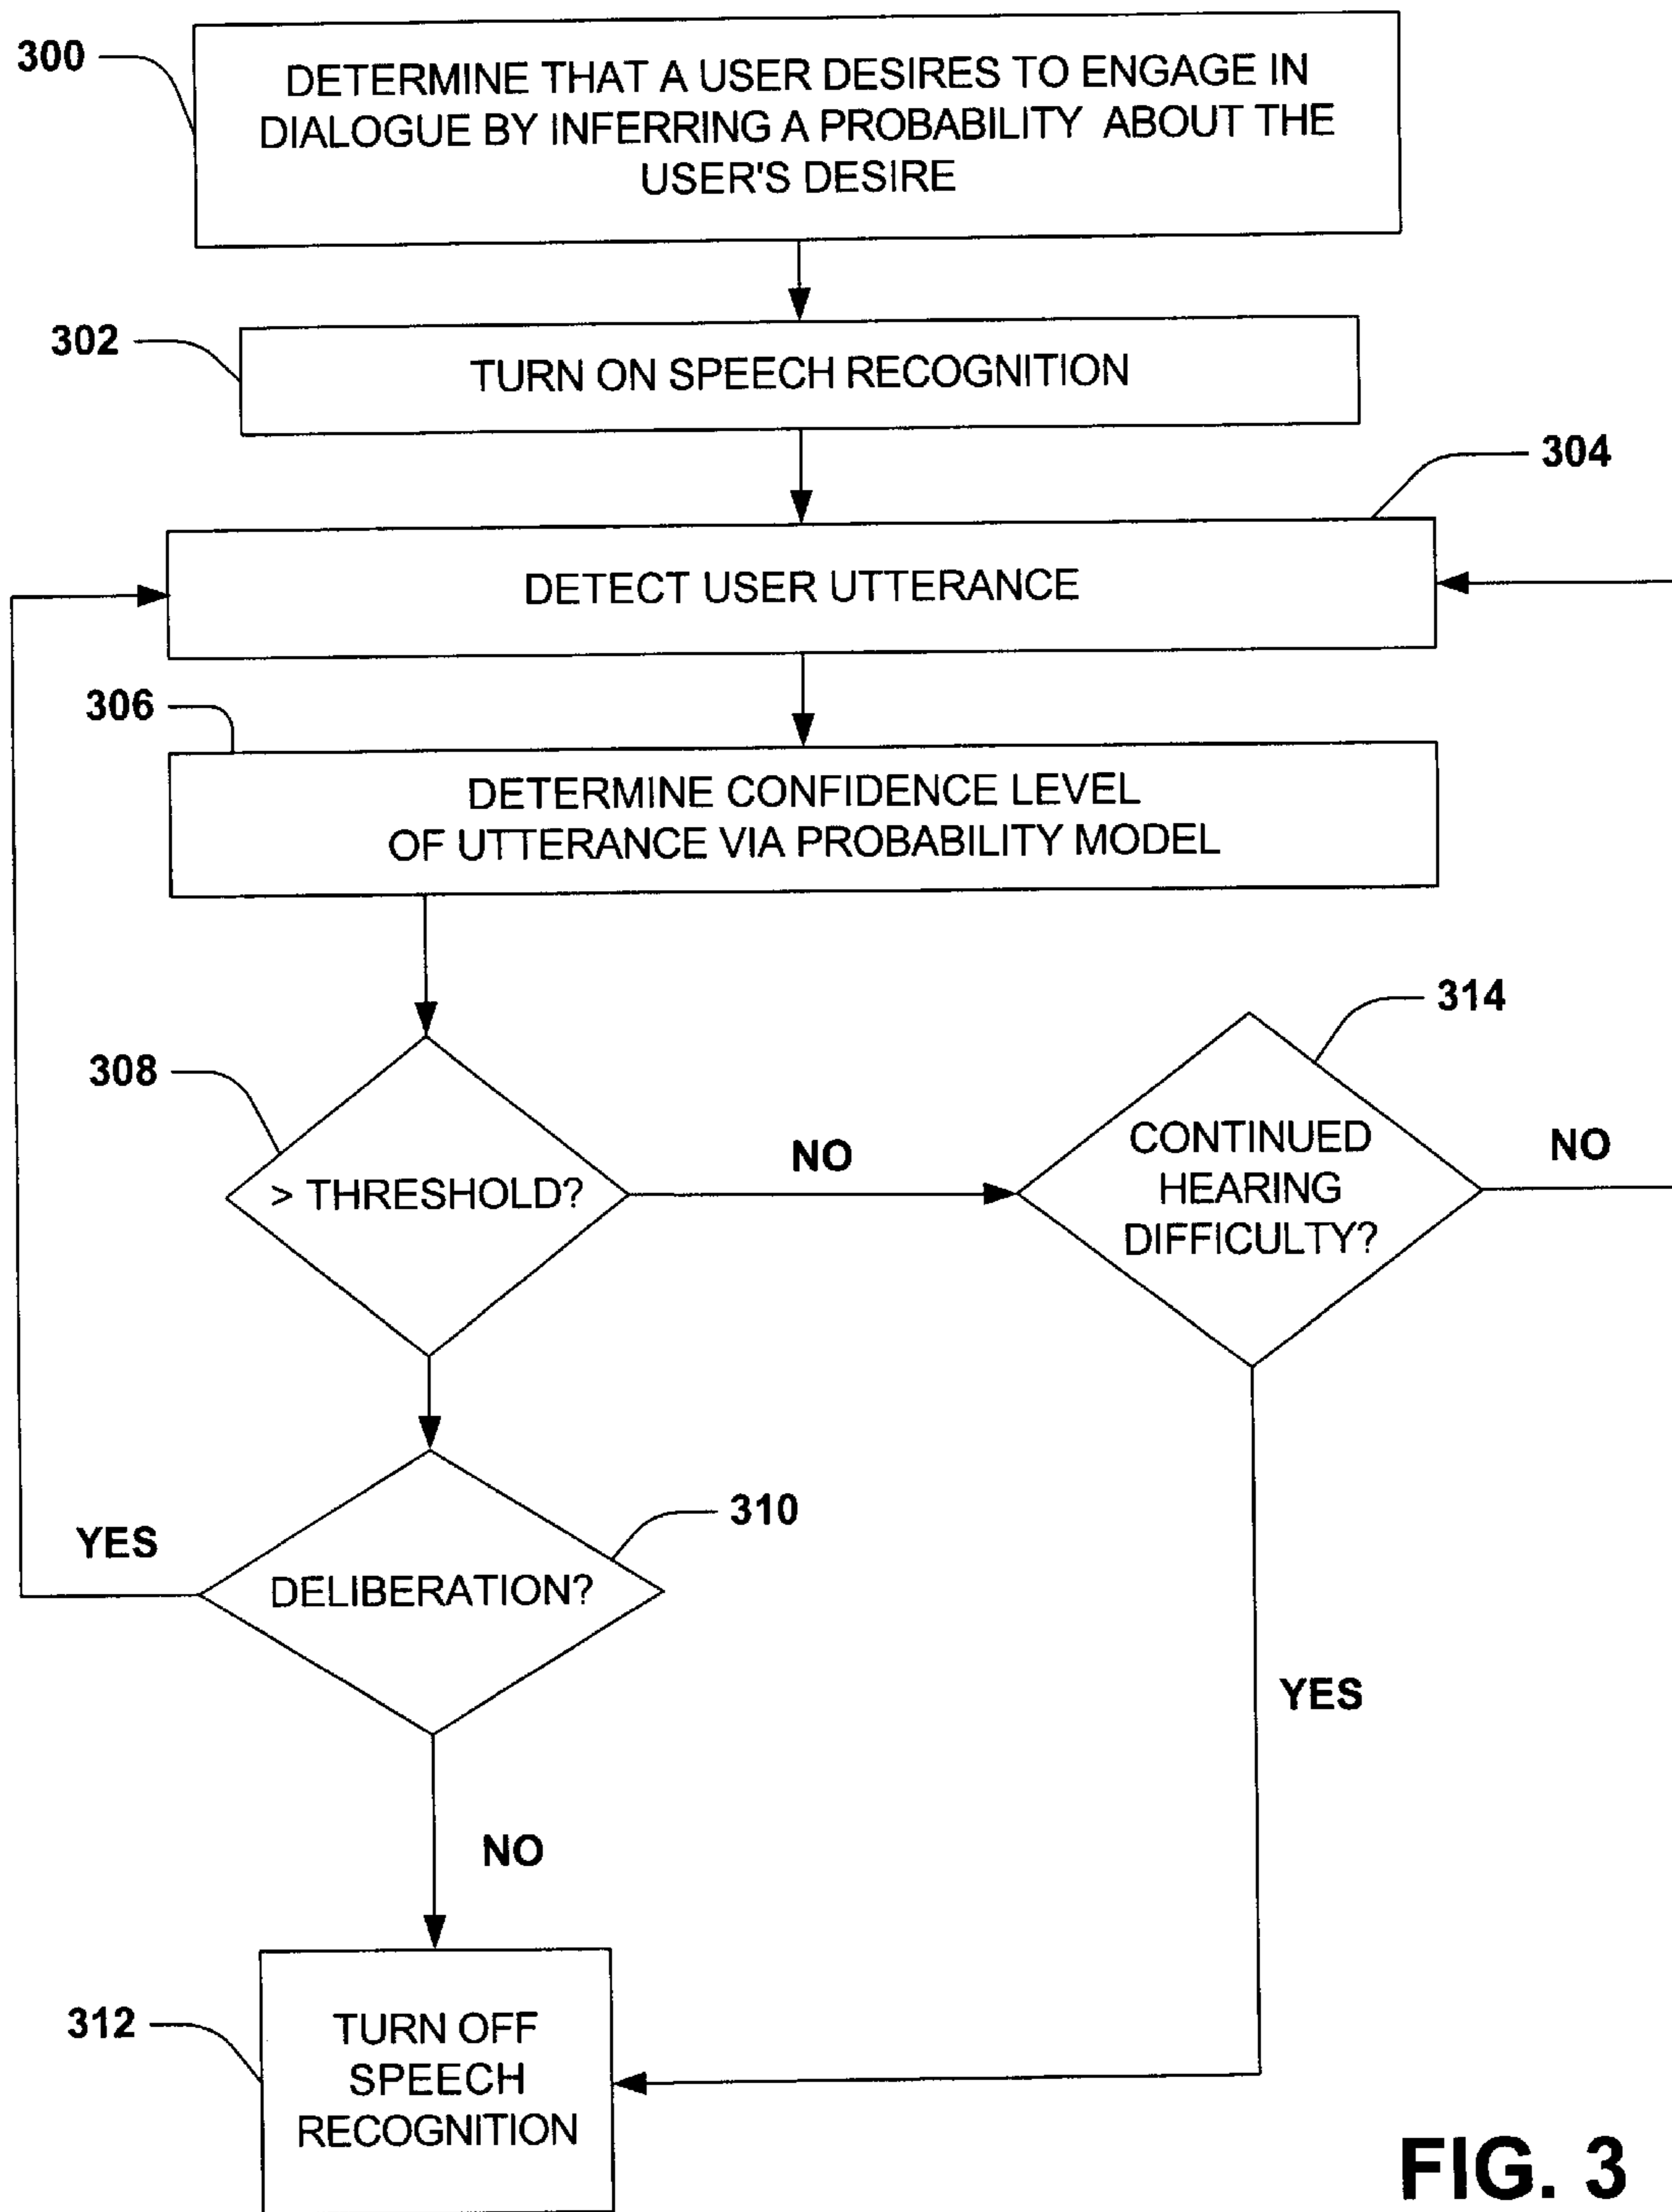 300
DETERMINE THAT A USER DESIRES TO ENGAGE IN
DIALOGUE BY INFERRING A PROBABILITY ABOUT THE
USER'S DESIRE
302
TURN ON SPEECH RECOGNITION
304
DETECT USER UTTERANCE
306
DETERMINE CONFIDENCE LEVEL
OF UTTERANCE VIA PROBABILITY MODEL
308
> THRESHOLD?
NO
314
CONTINUED
HEARING
DIFFICULTY?
NO
310
DELIBERATION?
YES
YES
NO
312
TURN OFF
SPEECH
RECOGNITION
FIG. 3